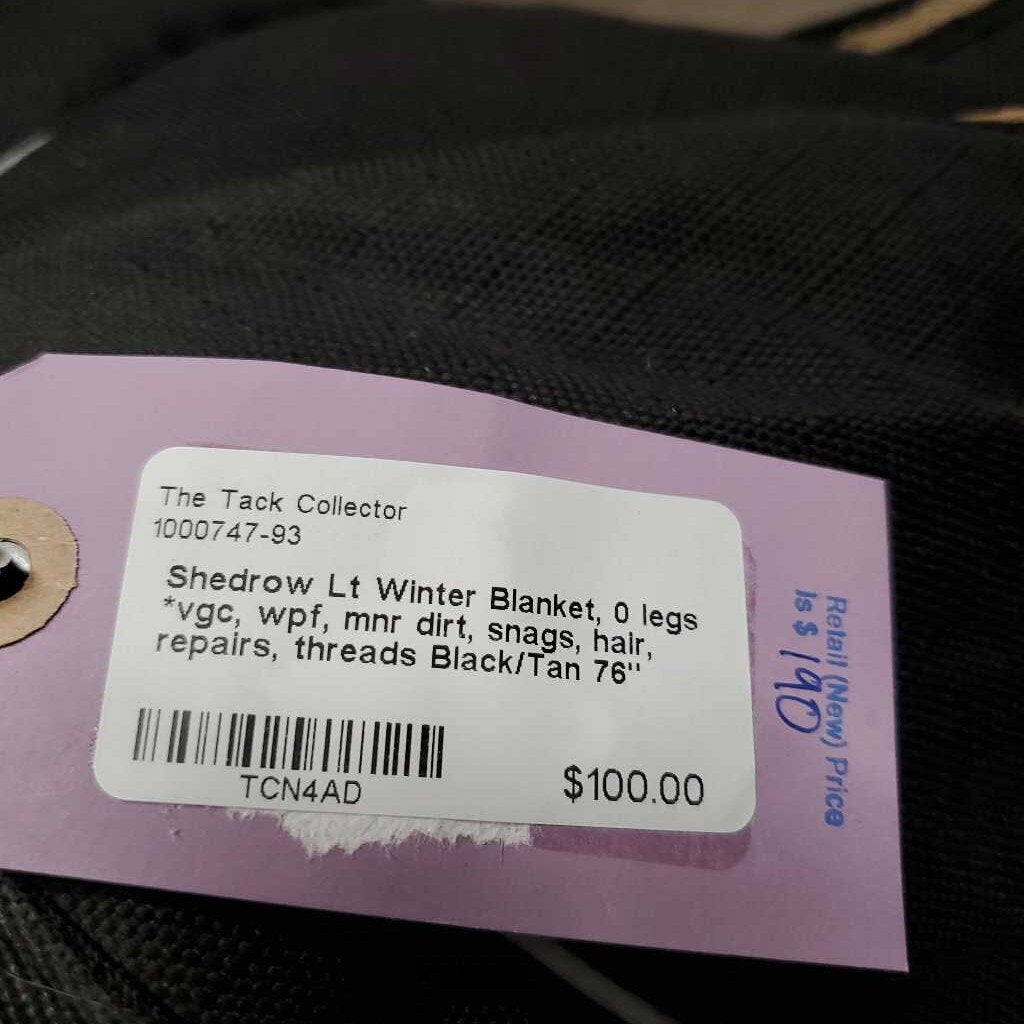 The Tack Collector
1000747-93
Shedrow Lt Winter Blanket, 0 legs
*vgc, wpf, mnr dirt, snags, hair,
repairs, threads Black/Tan 76"
TCN4AD
$100.00
Retail (New) Price
Is $ 190